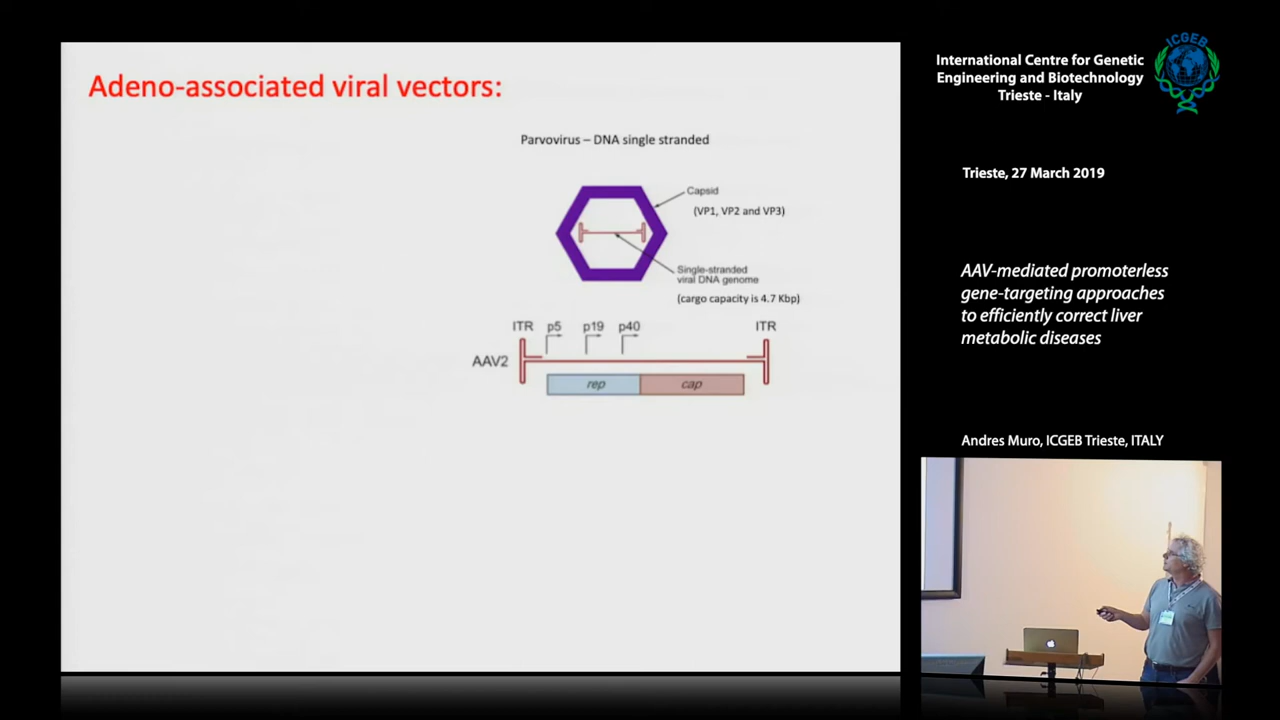 Adeno-associated viral vectors:
Parvovirus – DNA single stranded
Capsid
(VP1, VP2 and VP3)
Single-stranded
viral DNA genome
(cargo capacity is 4.7 Kbp)
ITR p5 p19 p40 ITR
AAV2
rep cap
International Centre for Genetic
Engineering and Biotechnology
Trieste - Italy
ICGEB
Trieste, 27 March 2019
AAV-mediated promoterless
gene-targeting approaches
to efficiently correct liver
metabolic diseases
Andres Muro, ICGEB Trieste, ITALY